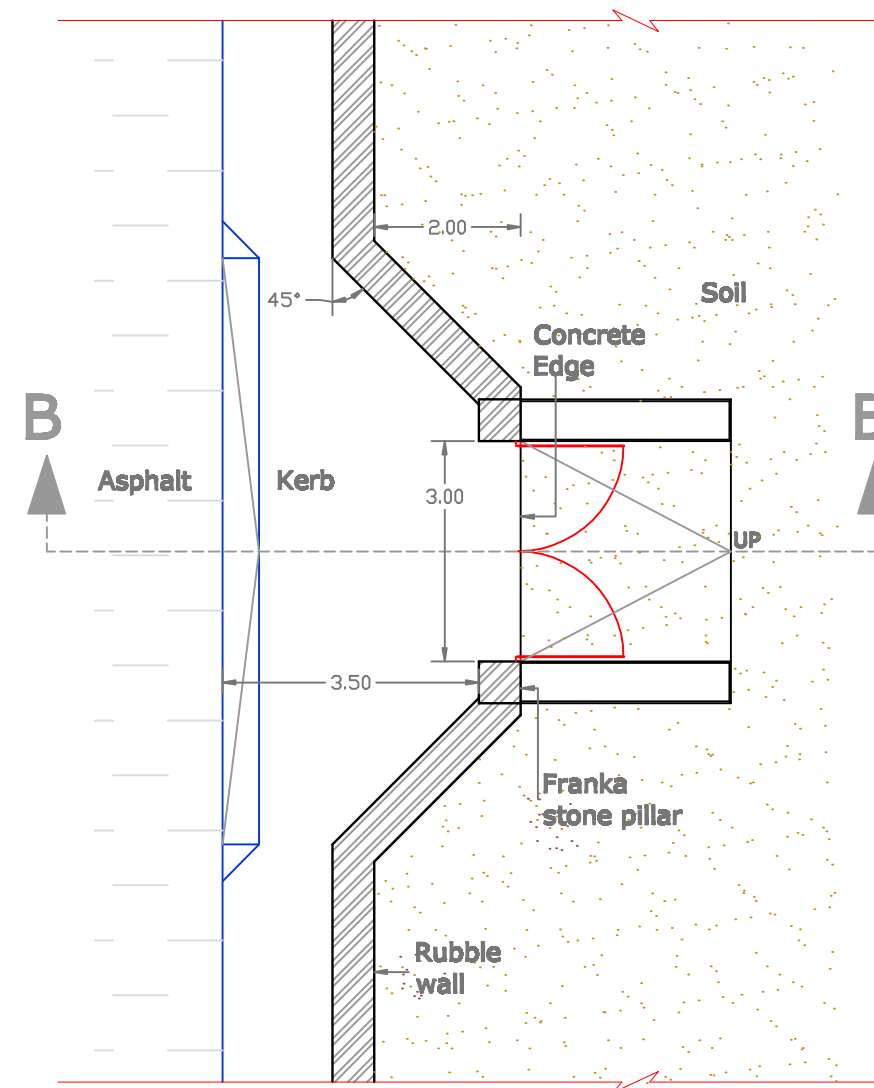 2.00
45°
Soil
Concrete
Edge
B
B
Asphalt
Kerb
3.00
UP
3.50
Franka
stone pillar
Rubble
wall